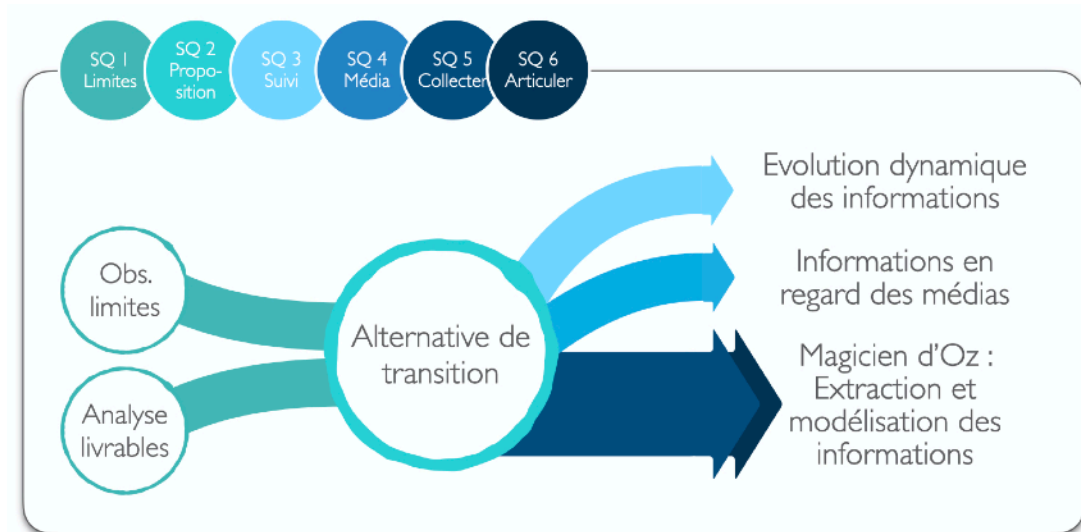 SQ 1
Limites
SQ 2
Propo-
sition
SQ 3
Suivi
SQ 4
Média
SQ 5
Collecter
SQ 6
Articuler
Obs.
limites
Analyse
livrables
Alternative de
transition
Evolution dynamique
des informations
Informations en
regard des médias
Magicien d'Oz :
Extraction et
modélisation des
informations